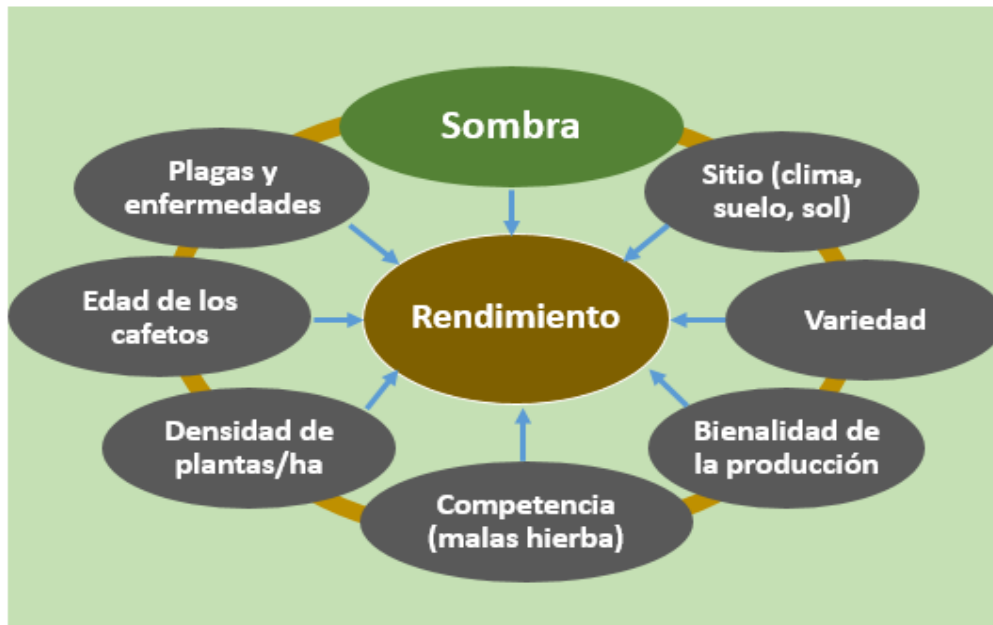 Sombra
Sitio (clima,
suelo, sol)
Variedad
Bienalidad de
la producción
Competencia
(malas hierba)
Densidad de
plantas/ha
Edad de los
cafetos
Plagas y
enfermedades
Rendimiento